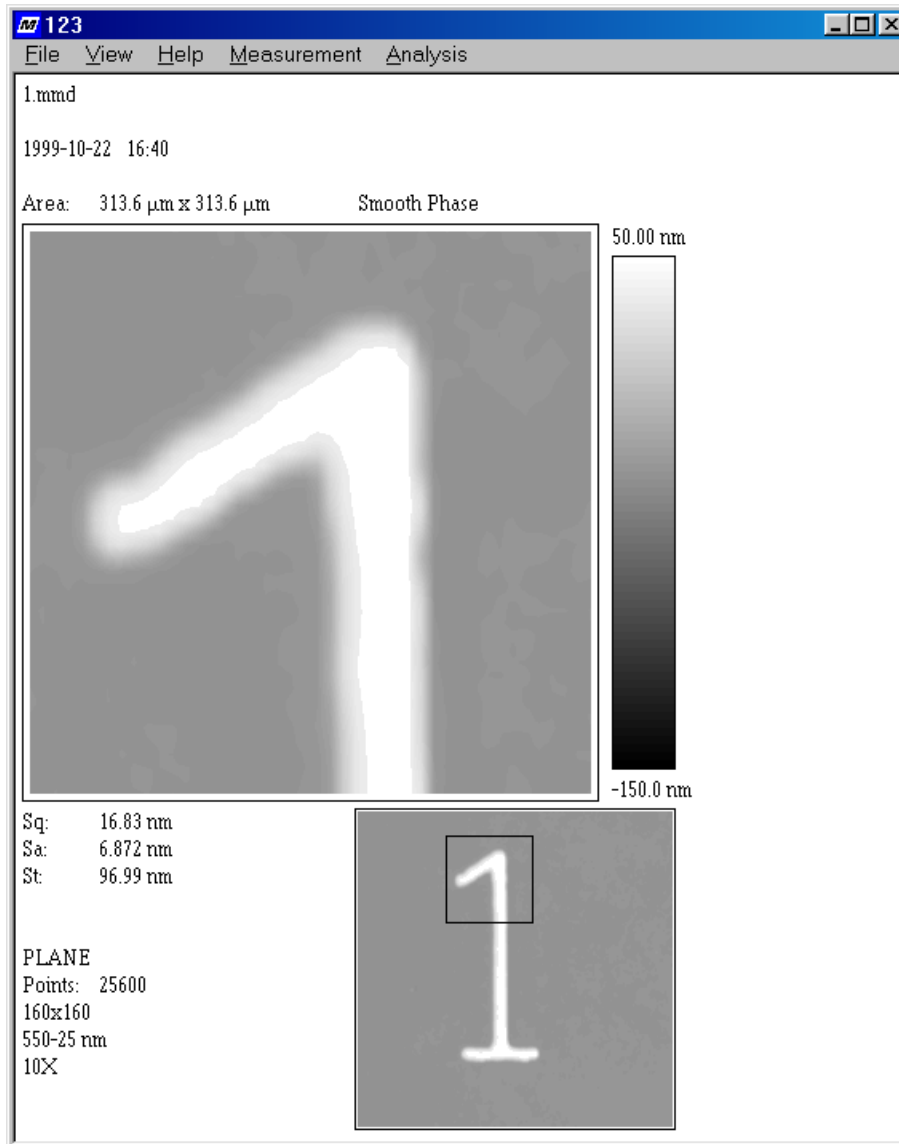 M 123
File View Help Measurement Analysis
1.mmd
1999-10-22 16:40
Area: 313.6 μm x 313.6 μm Smooth Phase
50.00 nm
1
-150.0 nm
Sq: 16.83 nm
Sa: 6.872 nm
St: 96.99 nm
1
PLANE
Points: 25600
160x160
550-25 nm
10X